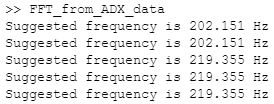 >> FFT_from_ADX_data
Suggested frequency is 202.151 Hz
Suggested frequency is 202.151 Hz
Suggested frequency is 219.355 Hz
Suggested frequency is 219.355 Hz
Suggested frequency is 219.355 Hz